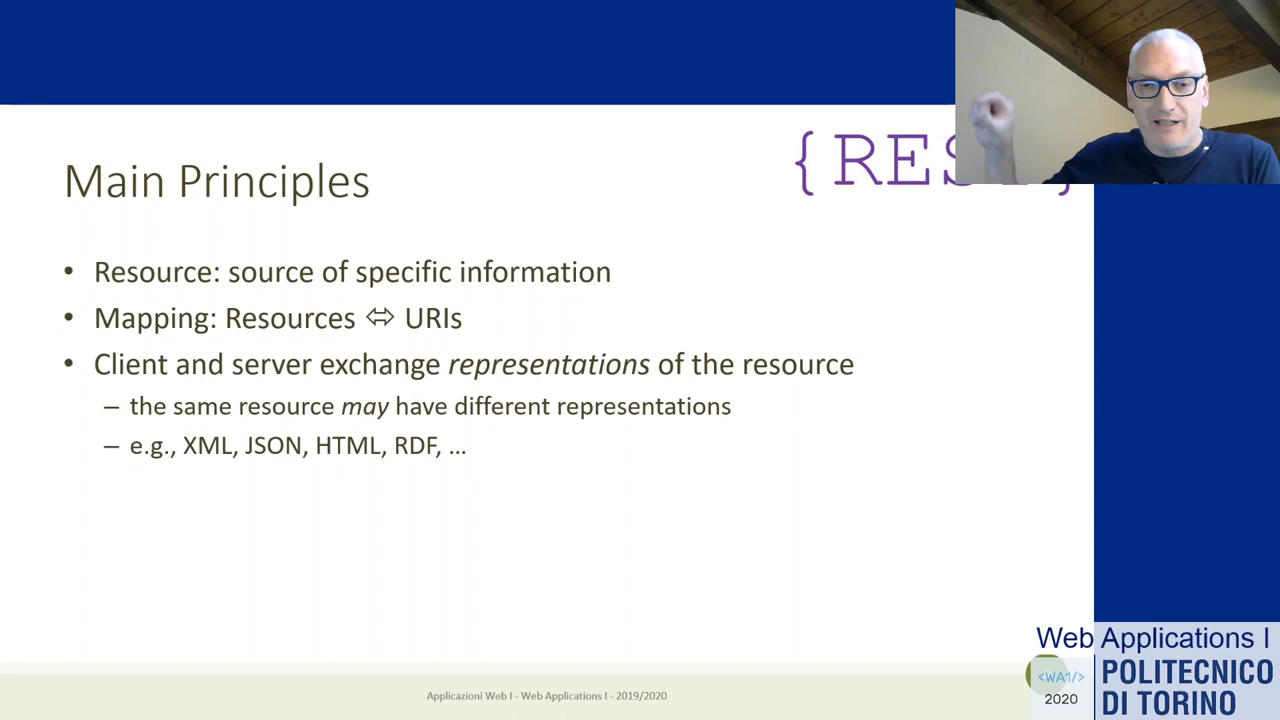 Main Principles
• Resource: source of specific information
• Mapping: Resources ⬄ URIs
• Client and server exchange representations of the resource
– the same resource may have different representations
– e.g., XML, JSON, HTML, RDF, …
Applicazioni Web I - Web Applications I - 2019/2020
Web Applications I
<WA1/>
2020
POLITECNICO
DI TORINO